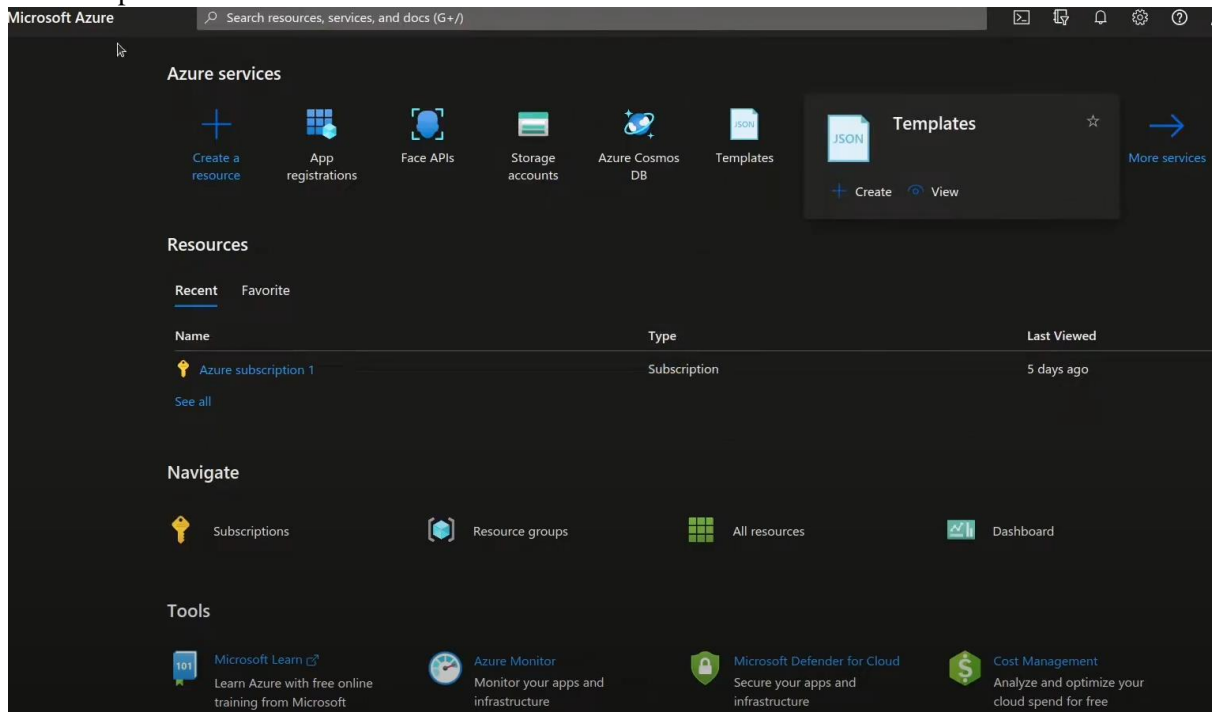 Microsoft Azure
Search resources, services, and docs (G+/)
Azure services
Create a
resource
App
registrations
Face APIs
Storage
accounts
Azure Cosmos
DB
JSON
Templates
JSON
Templates
Create
View
More services
Resources
Recent
Favorite
Name
Type
Last Viewed
Azure subscription 1
Subscription
5 days ago
See all
Navigate
Subscriptions
Resource groups
All resources
Dashboard
Tools
101
Microsoft Learn
Learn Azure with free online
training from Microsoft
Azure Monitor
Monitor your apps and
infrastructure
Microsoft Defender for Cloud
Secure your apps and
infrastructure
$
Cost Management
Analyze and optimize your
cloud spend for free